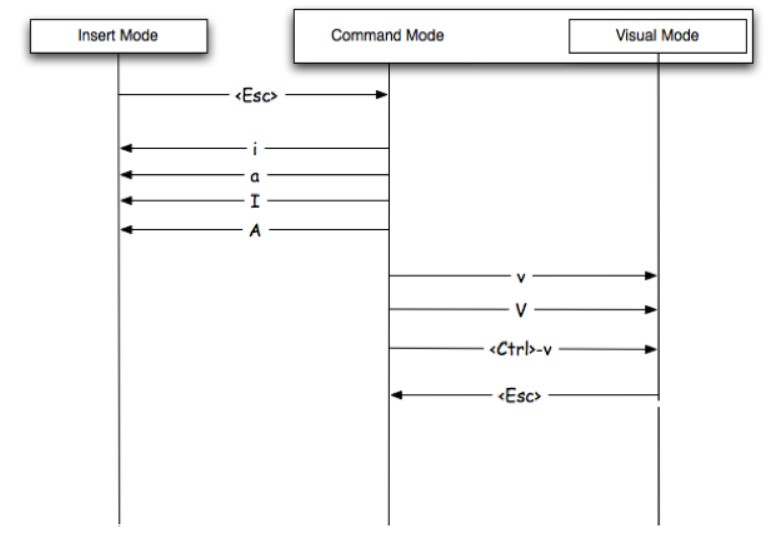 Insert Mode
Command Mode
Visual Mode
<Esc>
i
a
I
A
v
V
<Ctrl>-v
<Esc>